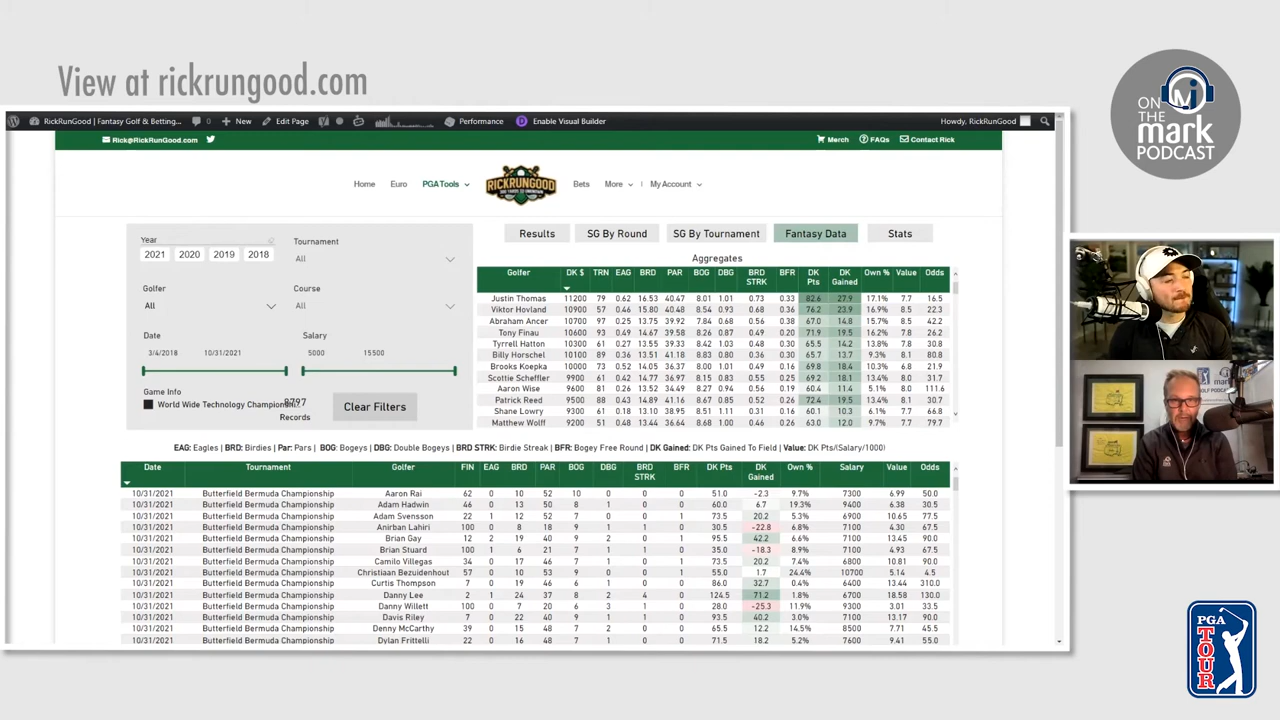 View at rickrungood.com
ON
THE
mark
PODCAST
RickRunGood | Fantasy Golf & Betting... 0 New Edit Page Performance Enable Visual Builder Howdy, RickRunGood
Rick@RickRunGood.com Merch FAQs Contact Rick
Home Euro PGA Tools RICKRUNGOOD Bets More My Account
Year
2021 2020 2019 2018
Tournament
All
Golfer
All
Course
All
Date
3/4/2018 10/31/2021
Salary
5000 15500
Game Info
World Wide Technology Champion...
8797
Records
Clear Filters
Results SG By Round SG By Tournament Fantasy Data Stats
Aggregates
Golfer DK $ TRN EAG BRD PAR BOG DBG BRD STRK BFR DK Pts DK Gained Own % Value Odds
Justin Thomas 11200 79 0.62 16.53 40.47 8.01 1.01 0.73 0.33 82.6 27.9 17.1% 7.7 16.5
Viktor Hovland 10900 57 0.46 15.80 40.48 8.54 0.93 0.68 0.36 76.2 23.9 16.9% 8.5 22.3
Abraham Ancer 10700 97 0.25 13.75 39.92 7.84 0.68 0.56 0.38 67.0 14.8 15.7% 8.5 42.2
Tony Finau 10600 93 0.49 14.67 39.58 8.26 0.87 0.49 0.20 71.9 19.5 16.2% 7.8 26.2
Tyrrell Hatton 10400 61 0.27 13.55 39.33 8.42 1.03 0.48 0.30 65.5 14.2 13.4% 7.8 30.8
Billy Horschel 10100 89 0.36 13.51 41.18 8.83 0.80 0.36 0.30 65.7 13.7 9.3% 8.1 80.8
Brooks Koepka 10000 73 0.52 14.05 36.37 8.15 1.00 0.51 0.49 69.8 18.4 10.3% 6.8 21.9
Scottie Scheffler 9900 61 0.42 14.77 36.97 8.15 0.83 0.55 0.29 69.2 18.1 13.4% 8.0 31.7
Aaron Wise 9600 81 0.26 13.52 34.49 8.27 0.94 0.56 0.21 60.4 11.4 5.1% 8.0 111.6
Patrick Reed 9500 88 0.43 14.89 41.16 8.67 0.85 0.52 0.26 72.4 19.5 13.4% 8.1 30.7
Shane Lowry 9300 61 0.18 13.10 38.95 8.51 1.11 0.31 0.16 60.1 10.3 6.1% 7.7 66.8
Matthew Wolff 9200 51 0.48 13.44 36.64 8.68 1.00 0.46 0.26 63.0 12.0 14.5% 7.7 79.7
EAG: Eagles | BRD: Birdies | Par: Pars | BOG: Bogeys | DBG: Double Bogeys | BRD STRK: Birdie Streak | BFR: Bogey Free Round | DK Gained: DK Pts Gained To Field | Value: DK Pts/(Salary/1000)
Date Tournament Golfer FIN EAG BRD PAR BOG DBG BRD STRK BFR DK Pts DK Gained Own % Salary Value Odds
10/31/2021 Butterfield Bermuda Championship Aaron Rai 62 0 10 52 10 0 0 0 51.0 -2.3 9.7% 7300 6.99 50.0
10/31/2021 Butterfield Bermuda Championship Adam Hadwin 46 0 13 50 8 1 0 0 60.0 6.7 19.3% 9400 6.38 30.5
10/31/2021 Butterfield Bermuda Championship Adam Svensson 22 1 12 52 7 0 0 1 73.5 20.2 5.3% 6900 10.65 77.5
10/31/2021 Butterfield Bermuda Championship Anirban Lahiri 100 0 8 18 9 1 1 0 30.5 -22.8 6.8% 7100 4.30 67.5
10/31/2021 Butterfield Bermuda Championship Brian Gay 12 2 19 40 9 2 0 1 95.5 42.2 6.3% 7100 13.45 90.0
10/31/2021 Butterfield Bermuda Championship Brian Stuard 100 1 6 21 7 1 0 0 35.0 -18.3 8.9% 7100 4.93 67.5
10/31/2021 Butterfield Bermuda Championship Camilo Villegas 34 0 17 46 7 1 0 0 73.5 20.2 7.4% 6800 10.81 90.0
10/31/2021 Butterfield Bermuda Championship Christiaan Bezuidenhout 57 0 10 53 9 0 0 1 55.0 1.7 24.4% 10700 5.14 4.5
10/31/2021 Butterfield Bermuda Championship Curtis Thompson 7 0 19 46 6 1 0 0 86.0 32.7 0.4% 6400 13.44 310.0
10/31/2021 Butterfield Bermuda Championship Danny Lee 2 1 24 37 8 2 4 0 124.5 71.2 1.8% 6700 18.58 130.0
10/31/2021 Butterfield Bermuda Championship Danny Willett 100 0 7 20 6 3 1 0 28.0 -25.3 11.9% 9300 3.01 33.5
10/31/2021 Butterfield Bermuda Championship Davis Riley 7 0 22 40 9 1 1 0 93.5 40.2 3.0% 7100 13.17 90.0
10/31/2021 Butterfield Bermuda Championship Denny McCarthy 39 0 15 48 7 2 0 0 65.5 12.2 14.5% 8500 7.71 45.5
10/31/2021 Butterfield Bermuda Championship Dylan Frittelli 22 0 16 48 7 1 0 0 71.5 18.2 5.2% 7600 9.41 55.0
PGA
TOUR